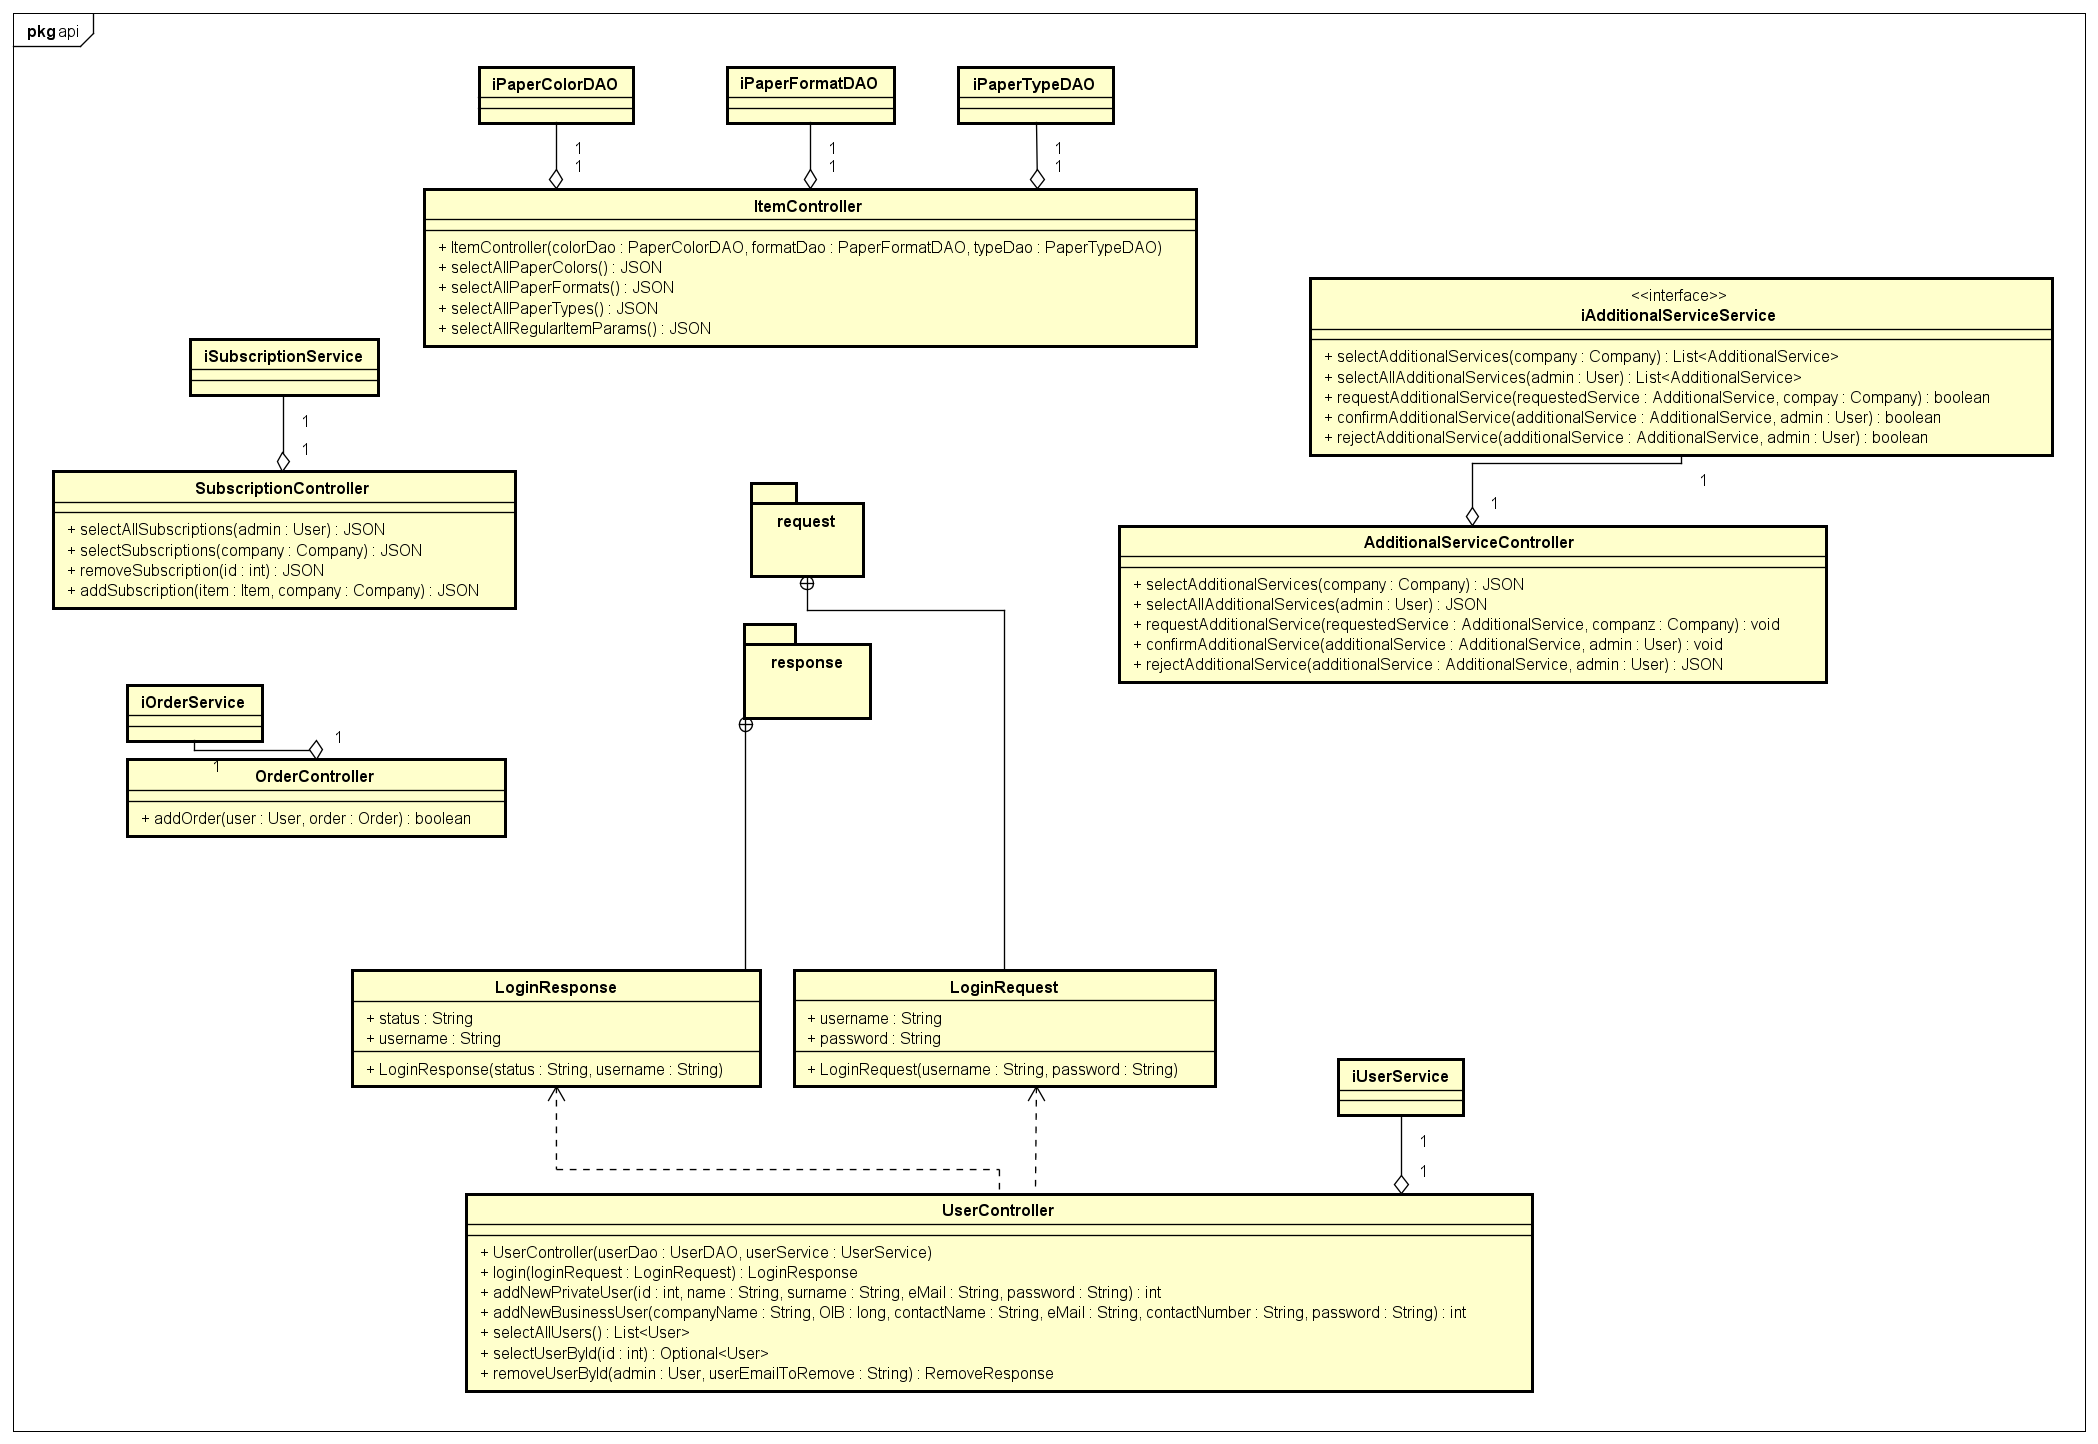 pkg api
iPaperColorDAO
iPaperFormatDAO
iPaperTypeDAO
1
1
1
1
1
1
ItemController
+ ItemController(colorDao : PaperColorDAO, formatDao : PaperFormatDAO, typeDao : PaperTypeDAO)
+ selectAllPaperColors() : JSON
+ selectAllPaperFormats() : JSON
+ selectAllPaperTypes() : JSON
+ selectAllRegularItemParams() : JSON
<<interface>>
iAdditionalServiceService
+ selectAdditionalServices(company : Company) : List<AdditionalService>
+ selectAllAdditionalServices(admin : User) : List<AdditionalService>
+ requestAdditionalService(requestedService : AdditionalService, compay : Company) : boolean
+ confirmAdditionalService(additionalService : AdditionalService, admin : User) : boolean
+ rejectAdditionalService(additionalService : AdditionalService, admin : User) : boolean
1
1
iSubscriptionService
1
1
SubscriptionController
+ selectAllSubscriptions(admin : User) : JSON
+ selectSubscriptions(company : Company) : JSON
+ removeSubscription(id : int) : JSON
+ addSubscription(item : Item, company : Company) : JSON
request
AdditionalServiceController
+ selectAdditionalServices(company : Company) : JSON
+ selectAllAdditionalServices(admin : User) : JSON
+ requestAdditionalService(requestedService : AdditionalService, companz : Company) : void
+ confirmAdditionalService(additionalService : AdditionalService, admin : User) : void
+ rejectAdditionalService(additionalService : AdditionalService, admin : User) : JSON
response
iOrderService
1
1
OrderController
+ addOrder(user : User, order : Order) : boolean
LoginResponse
+ status : String
+ username : String
+ LoginResponse(status : String, username : String)
LoginRequest
+ username : String
+ password : String
+ LoginRequest(username : String, password : String)
iUserService
1
1
UserController
+ UserController(userDao : UserDAO, userService : UserService)
+ login(loginRequest : LoginRequest) : LoginResponse
+ addNewPrivateUser(id : int, name : String, surname : String, eMail : String, password : String) : int
+ addNewBusinessUser(companyName : String, OIB : long, contactName : String, eMail : String, contactNumber : String, password : String) : int
+ selectAllUsers() : List<User>
+ selectUserById(id : int) : Optional<User>
+ removeUserById(admin : User, userEmailToRemove : String) : RemoveResponse